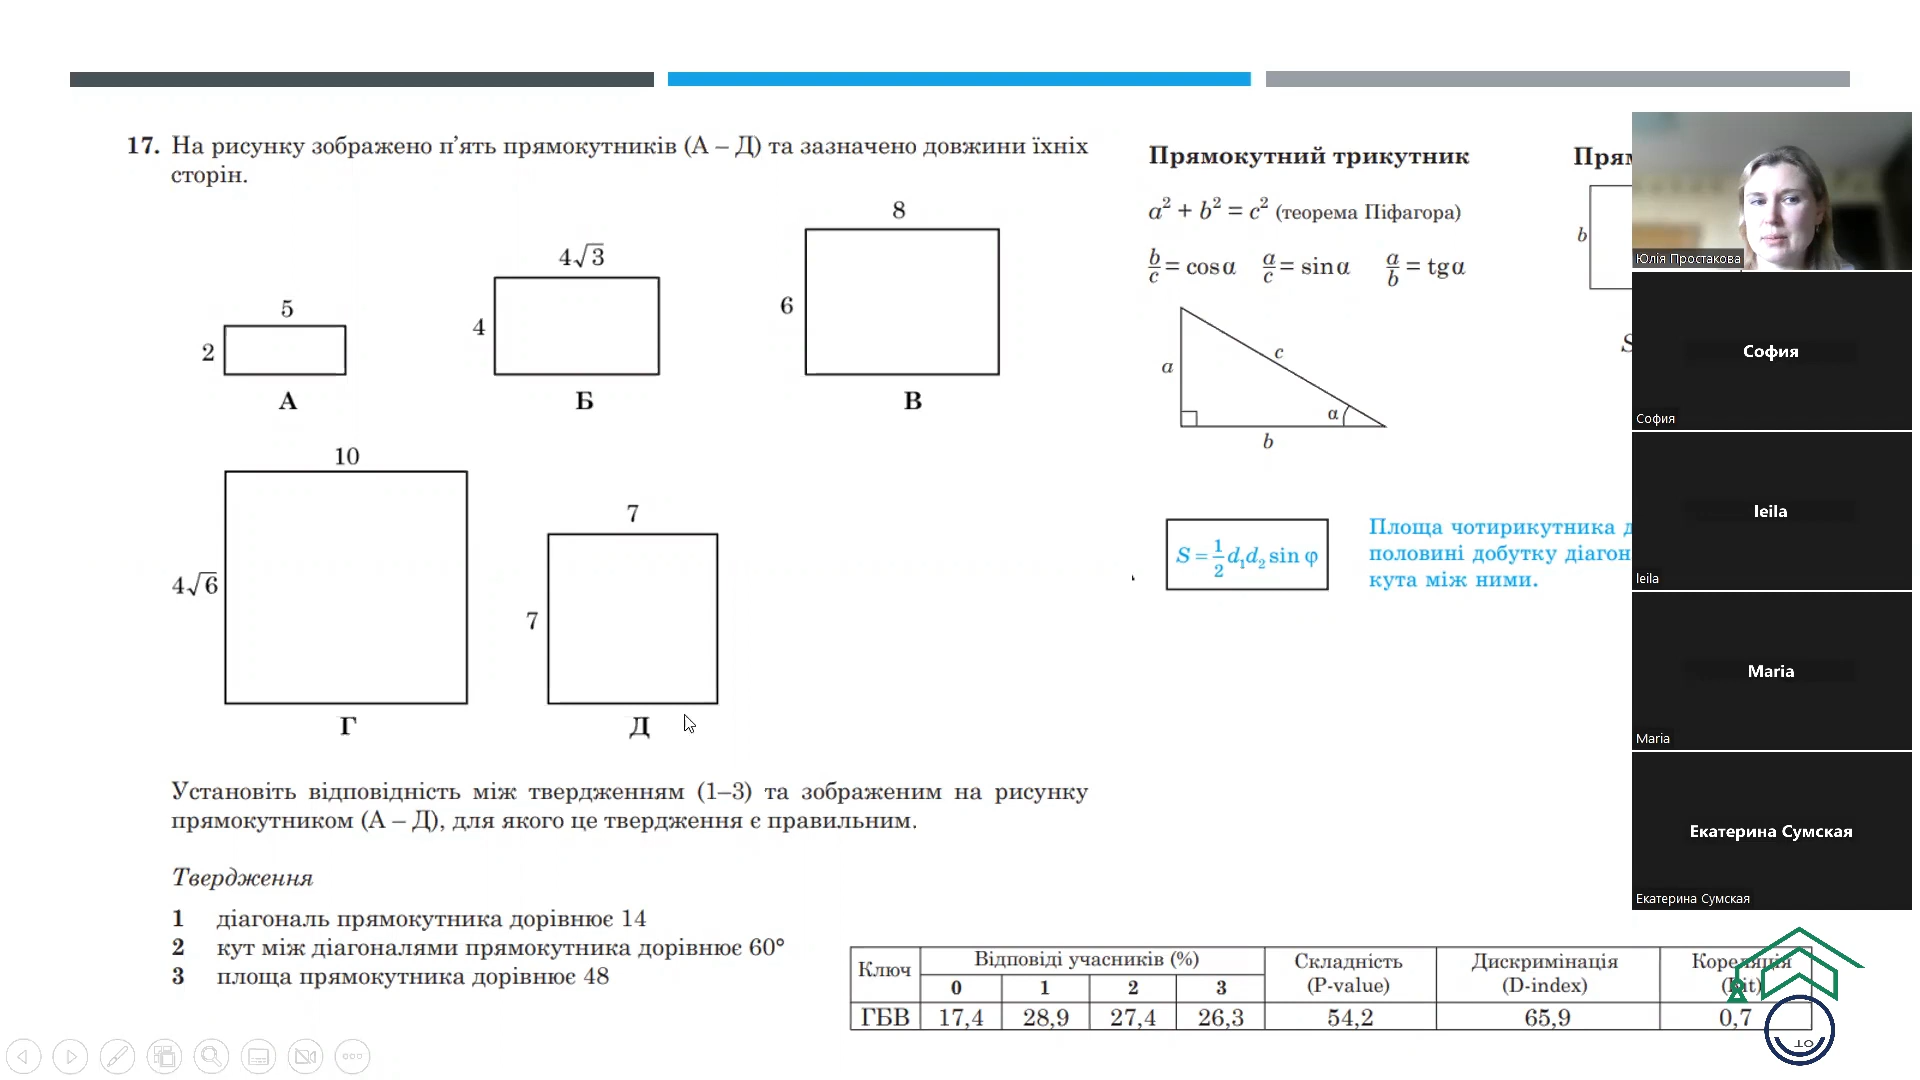 17. На рисунку зображено п’ять прямокутників (А – Д) та зазначено довжини їхніх
сторін.
5
2
А
4√3
4
Б
8
6
В
10
4√6
Г
7
7
Д
Установіть відповідність між твердженням (1–3) та зображеним на рисунку
прямокутником (А – Д), для якого це твердження є правильним.
Твердження
1 діагональ прямокутника дорівнює 14
2 кут між діагоналями прямокутника дорівнює 60°
3 площа прямокутника дорівнює 48
Прямокутний трикутник
a² + b² = c² (теорема Піфагора)
b/c = cos α a/c = sin α a/b = tg α
a
c
α
b
b
S = 1/2 d₁d₂ sin φ
Площа чотирикутника
половині добутку
кута між ними.
Ключ Відповіді учасників (%) Складність (P-value) Дискримінація (D-index) Кореляція
0 1 2 3
ГБВ 17,4 28,9 27,4 26,3 54,2 65,9 0,7
Юлія Простакова
София
София
leila
leila
Maria
Maria
Екатерина Сумская
Екатерина Сумская